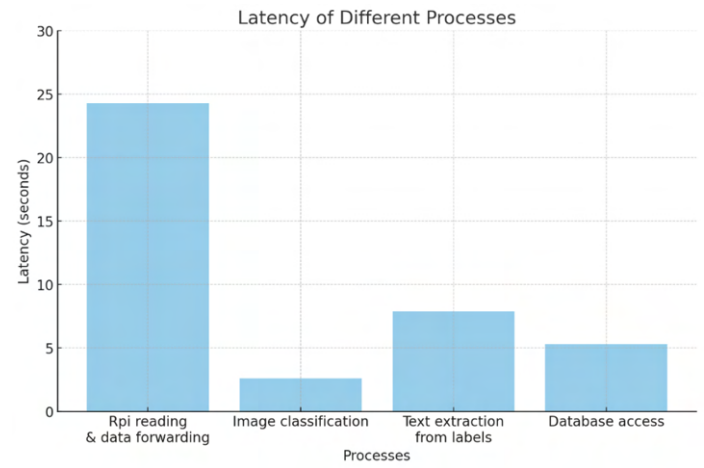 Latency of Different Processes
30
25
20
15
10
5
0
Latency (seconds)
Rpi reading
& data forwarding
Image classification
Text extraction
from labels
Database access
Processes